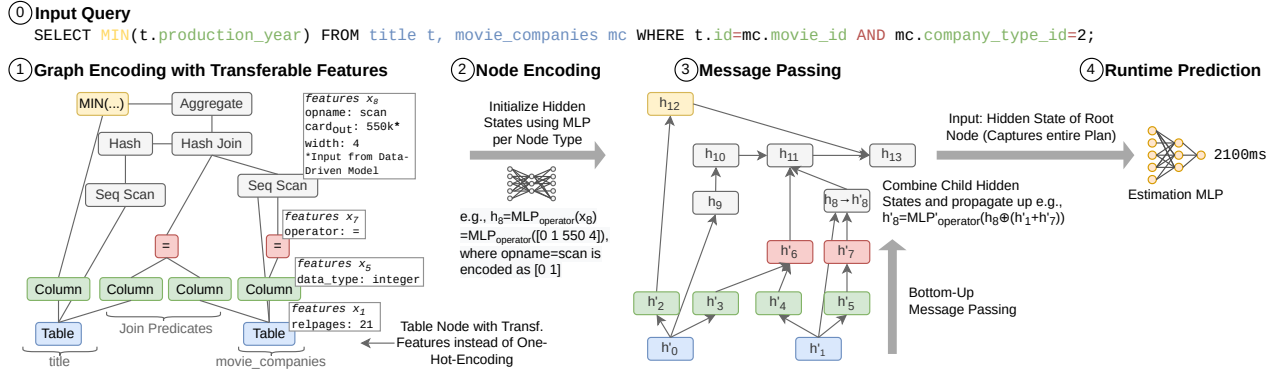 0 Input Query
SELECT MIN(t.production_year) FROM title t, movie_companies mc WHERE t.id=mc.movie_id AND mc.company_type_id=2;
1 Graph Encoding with Transferable Features
MIN(...)
Aggregate
Hash
Hash Join
Seq Scan
Seq Scan
=
=
Column
Column
Column
Column
Table
Table
Join Predicates
title
movie_companies
features x8
opname: scan
cardout: 550k*
width: 4
*Input from Data-
Driven Model
features x7
operator: =
features x5
data_type: integer
features x1
relpages: 21
2 Node Encoding
Initialize Hidden
States using MLP
per Node Type
e.g., h8=MLPoperator(x8)
=MLPoperator([0 1 550 4]),
where opname=scan is
encoded as [0 1]
Table Node with Transf.
Features instead of One-
Hot-Encoding
3 Message Passing
h12
h10
h11
h13
h9
h8→h'8
h'6
h'7
h'2
h'3
h'4
h'5
h'0
h'1
Combine Child Hidden
States and propagate up e.g.,
h'8=MLP'operator(h8⊕(h'1+h'7))
Bottom-Up
Message Passing
4 Runtime Prediction
Input: Hidden State of Root
Node (Captures entire Plan)
2100ms
Estimation MLP